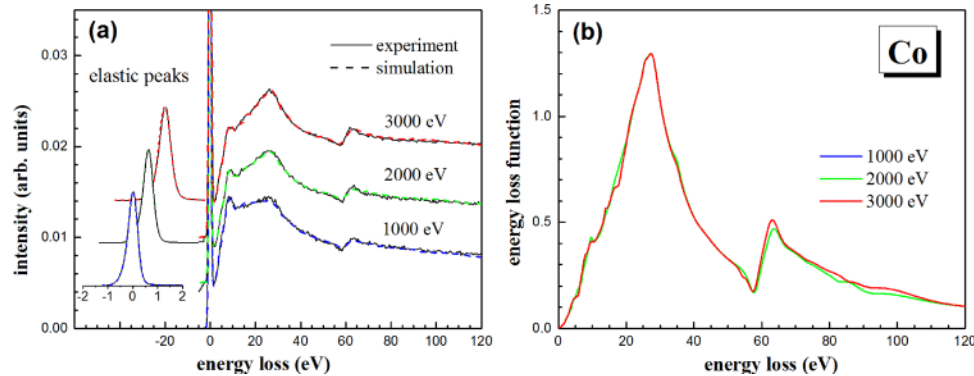 (a)
experiment
simulation
elastic peaks
3000 eV
2000 eV
1000 eV
intensity (arb. units)
0.03
0.02
0.01
0.00
-2 -1 0 1 2
-20 0 20 40 60 80 100 120
energy loss (eV)
(b)
Co
1000 eV
2000 eV
3000 eV
energy loss function
1.5
1.0
0.5
0.0
0 20 40 60 80 100 120
energy loss (eV)